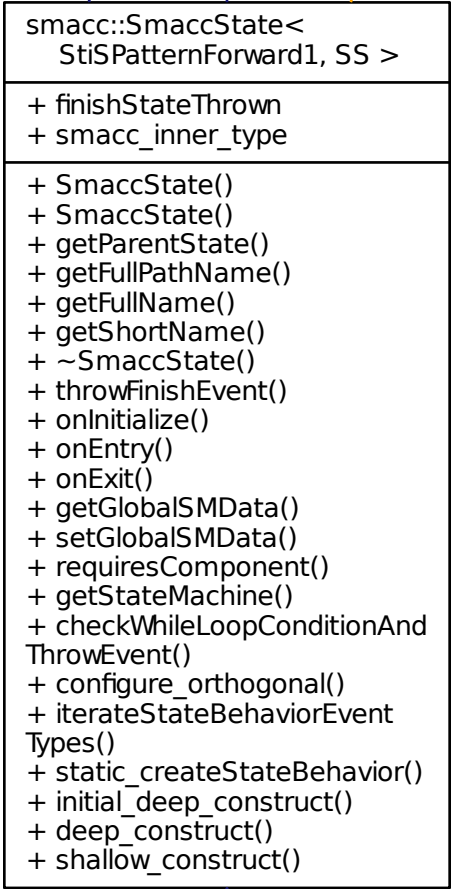 smacc::SmaccState<
StiSPatternForward1, SS >
+ finishStateThrown
+ smacc_inner_type
+ SmaccState()
+ SmaccState()
+ getParentState()
+ getFullPathName()
+ getFullName()
+ getShortName()
+ ~SmaccState()
+ throwFinishEvent()
+ onInitialize()
+ onEntry()
+ onExit()
+ getGlobalSMData()
+ setGlobalSMData()
+ requiresComponent()
+ getStateMachine()
+ checkWhileLoopConditionAnd
ThrowEvent()
+ configure_orthogonal()
+ iterateStateBehaviorEvent
Types()
+ static_createStateBehavior()
+ initial_deep_construct()
+ deep_construct()
+ shallow_construct()